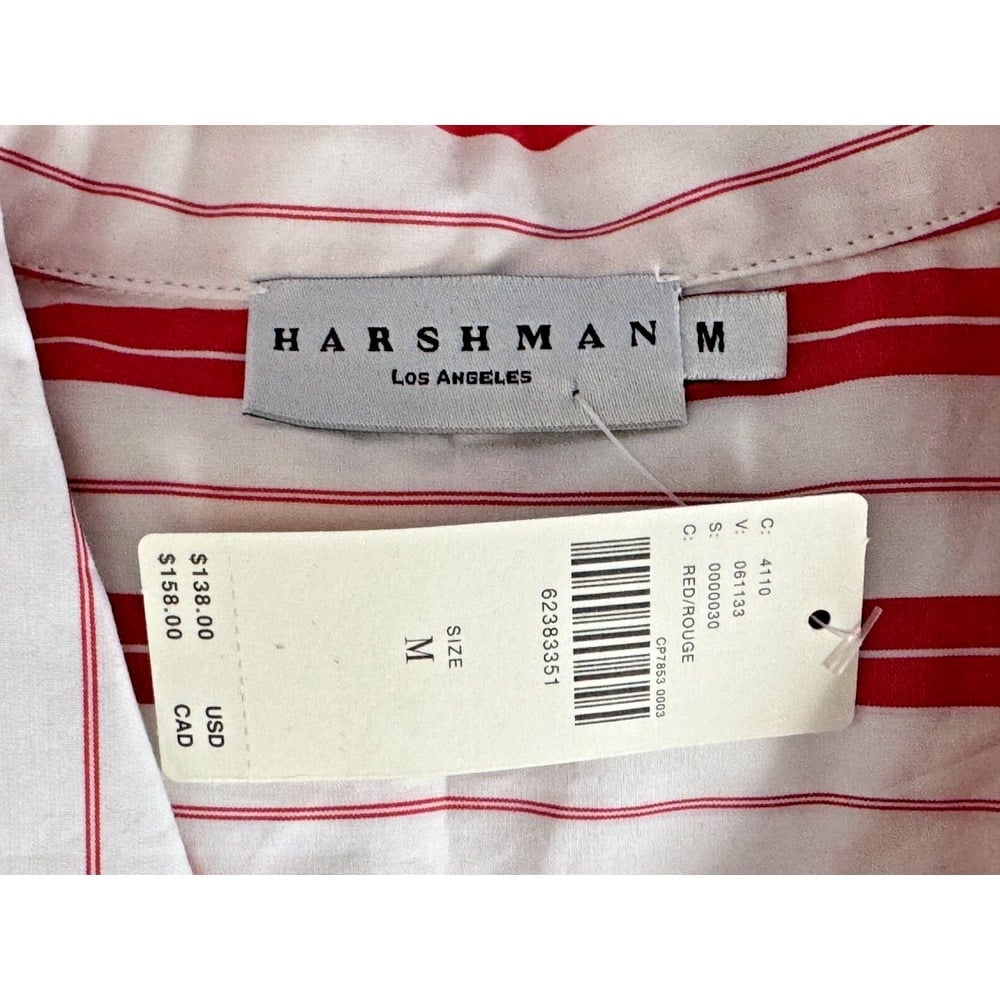 HARSHMAN
LOS ANGELES
M
C: 4110
V: 061133
S: 0000030
C: RED/ROUGE
CP7853 0003
62383351
SIZE
M
$138.00 USD
$158.00 CAD